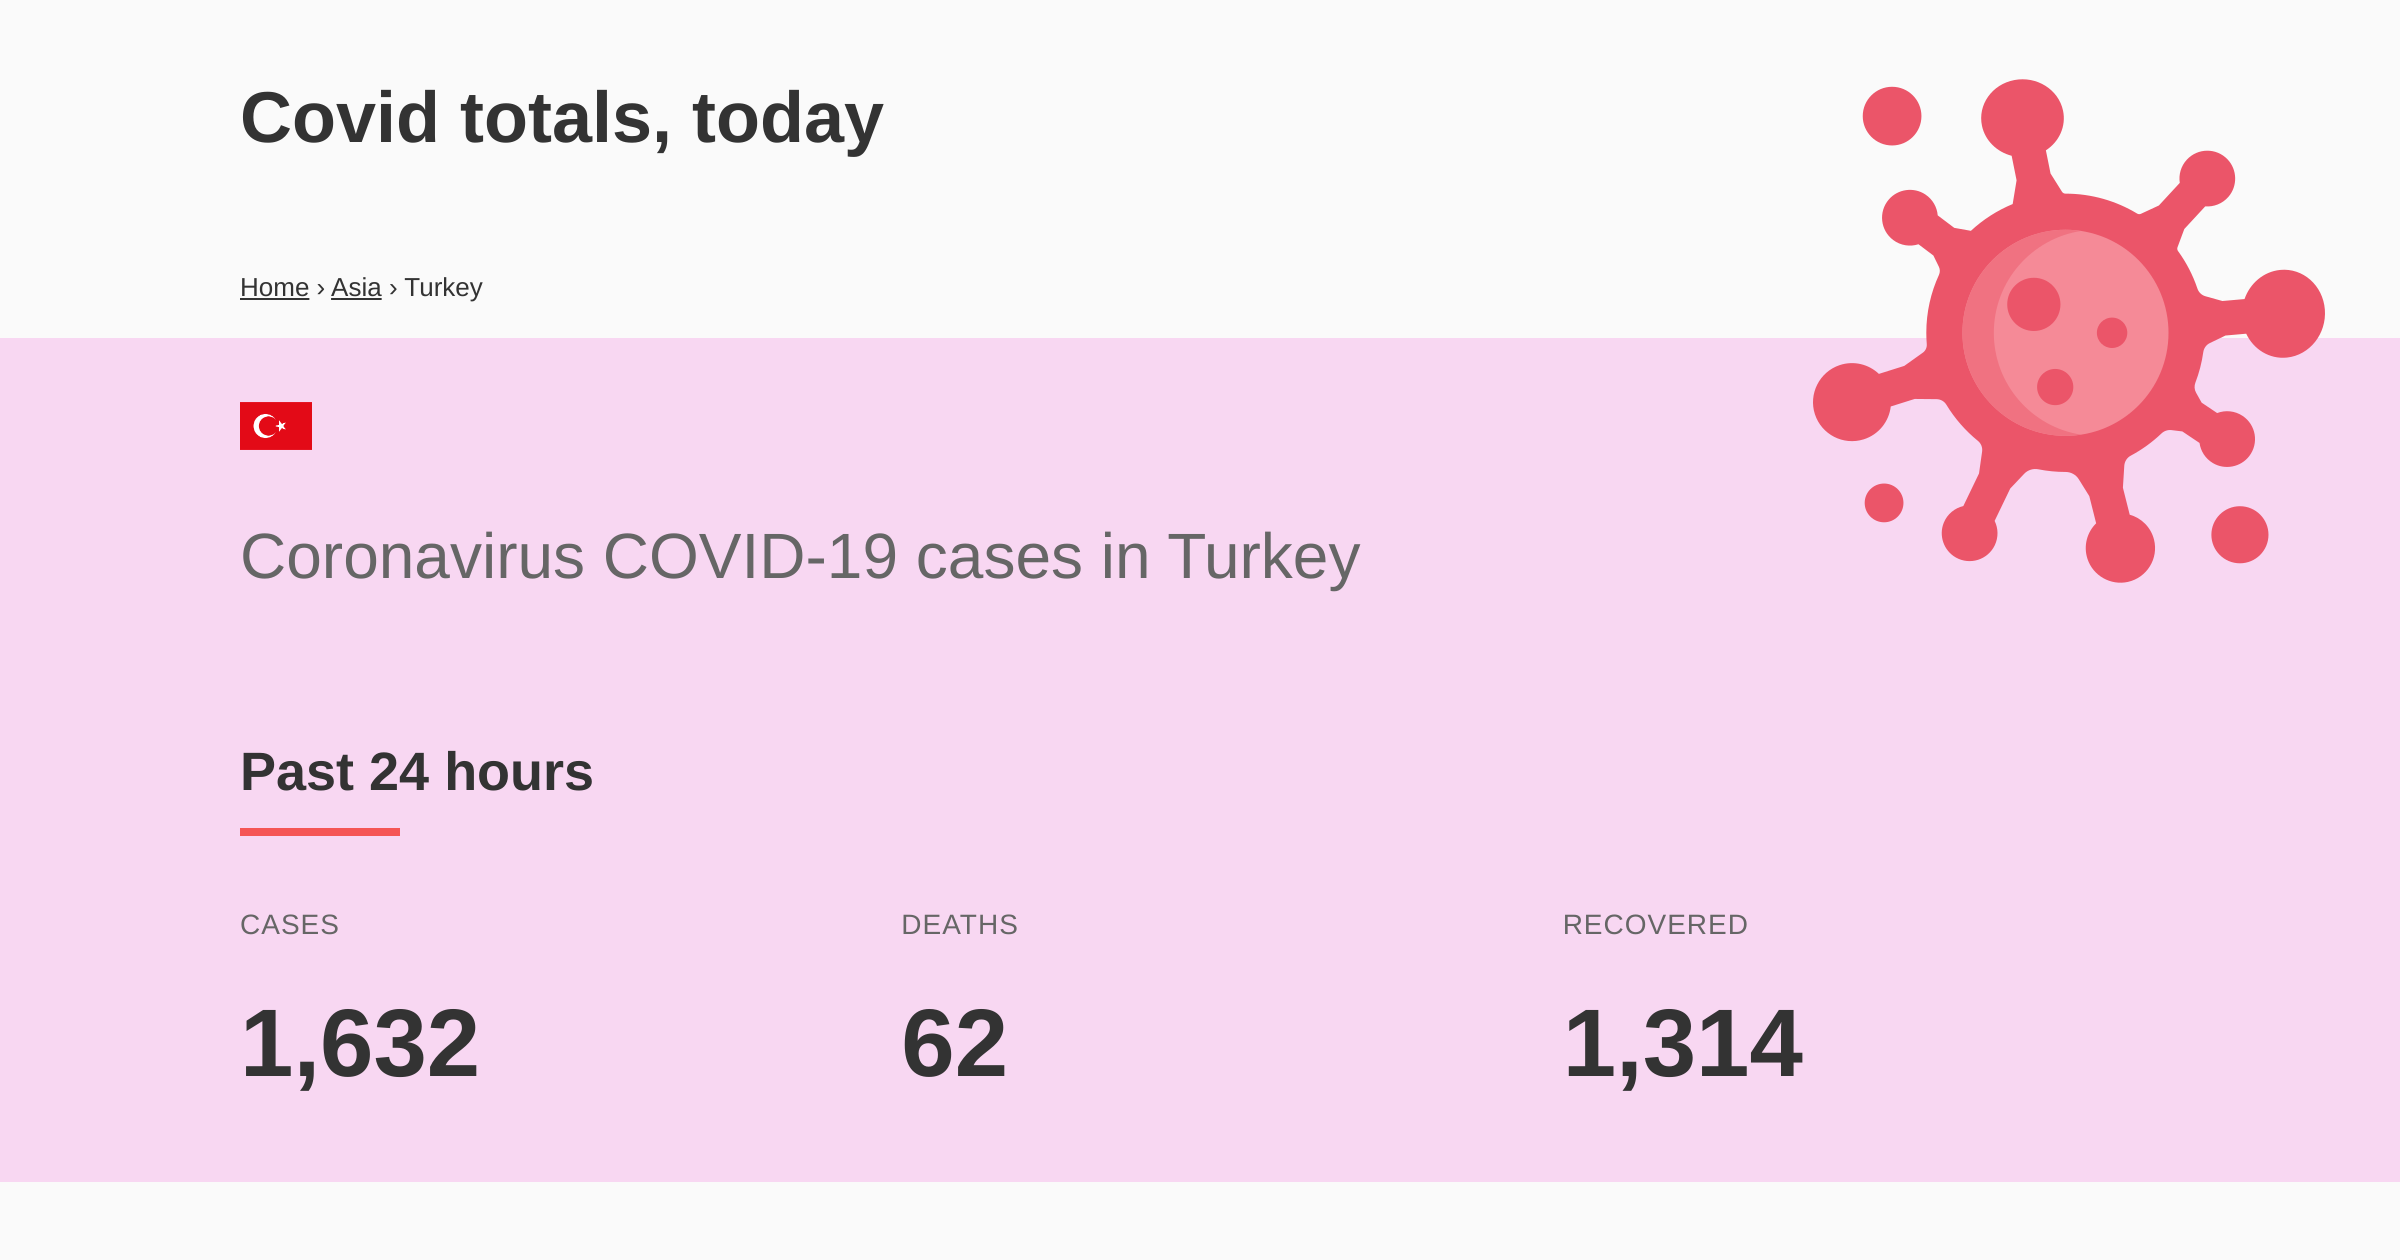 Covid totals, today
Home › Asia › Turkey
Coronavirus COVID-19 cases in Turkey
Past 24 hours
CASES DEATHS RECOVERED
1,632 62 1,314